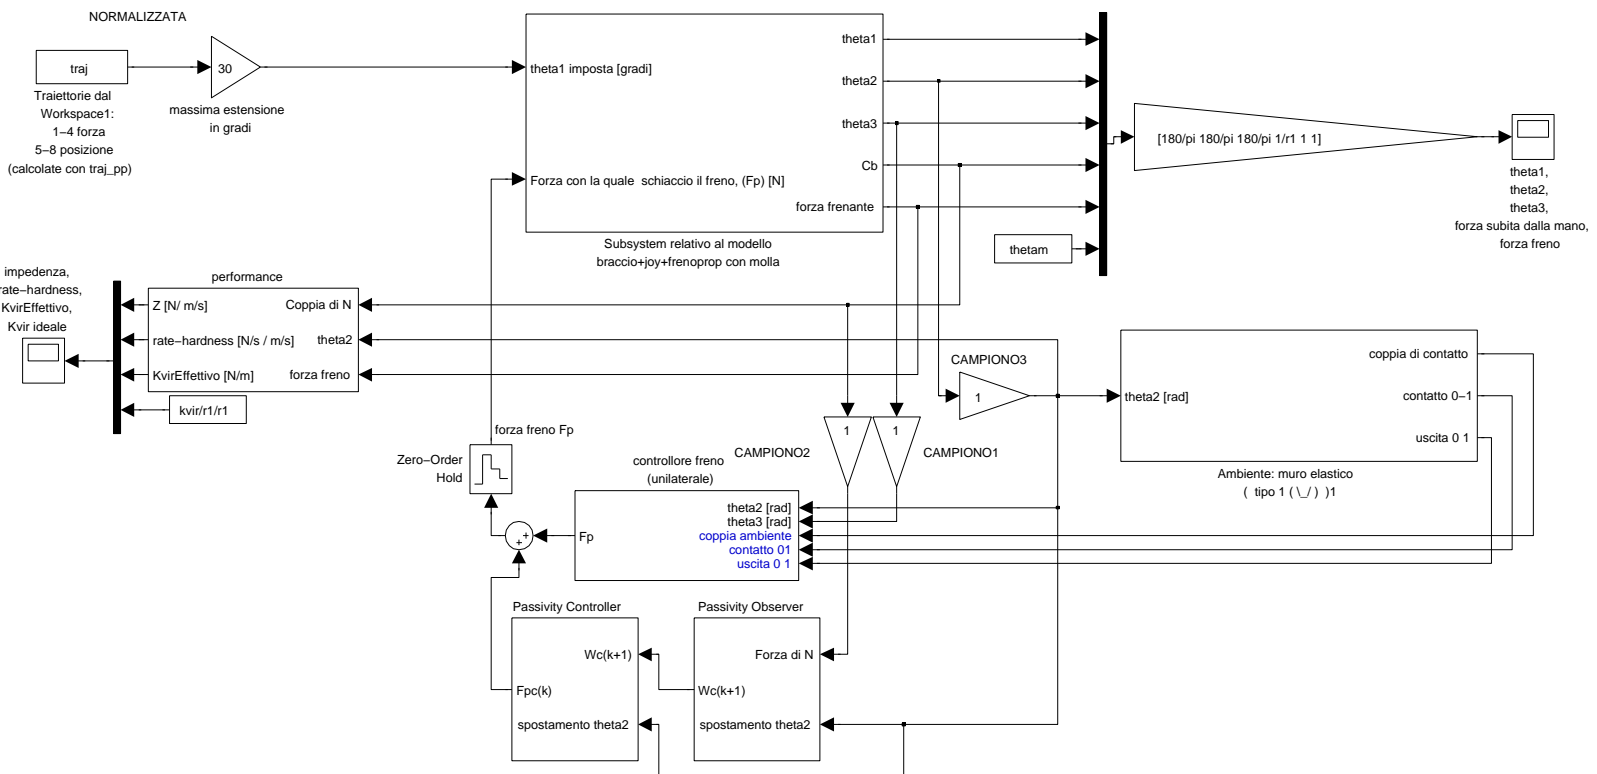 NORMALIZZATA
traj
30
Traiettorie dal
Workspace1:
1−4 forza
5−8 posizione
(calcolate con traj_pp)
massima estensione
in gradi
theta1 imposta [gradi]
Forza con la quale  schiaccio il freno, (Fp) [N]
theta1
theta2
theta3
Cb
forza frenante
Subsystem relativo al modello
braccio+joy+frenoprop con molla
thetam
[180/pi 180/pi 180/pi 1/r1 1 1]
theta1,
theta2,
theta3,
forza subita dalla mano,
forza freno
impedenza,
rate−hardness,
KvirEffettivo,
Kvir ideale
performance
Z [N/ m/s]
rate−hardness [N/s / m/s]
KvirEffettivo [N/m]
Coppia di N
theta2
forza freno
kvir/r1/r1
CAMPIONO3
1
theta2 [rad]
coppia di contatto
contatto 0−1
uscita 0 1
Ambiente: muro elastico
(  tipo 1 ( \_/ )  )1
forza freno Fp
Zero−Order
Hold
1
1
CAMPIONO2
CAMPIONO1
controllore freno
(unilaterale)
Fp
theta2 [rad]
theta3 [rad]
coppia ambiente
contatto 01
uscita 0 1
+
+
Passivity Controller
Wc(k+1)
Fpc(k)
spostamento theta2
Passivity Observer
Forza di N
Wc(k+1)
spostamento theta2